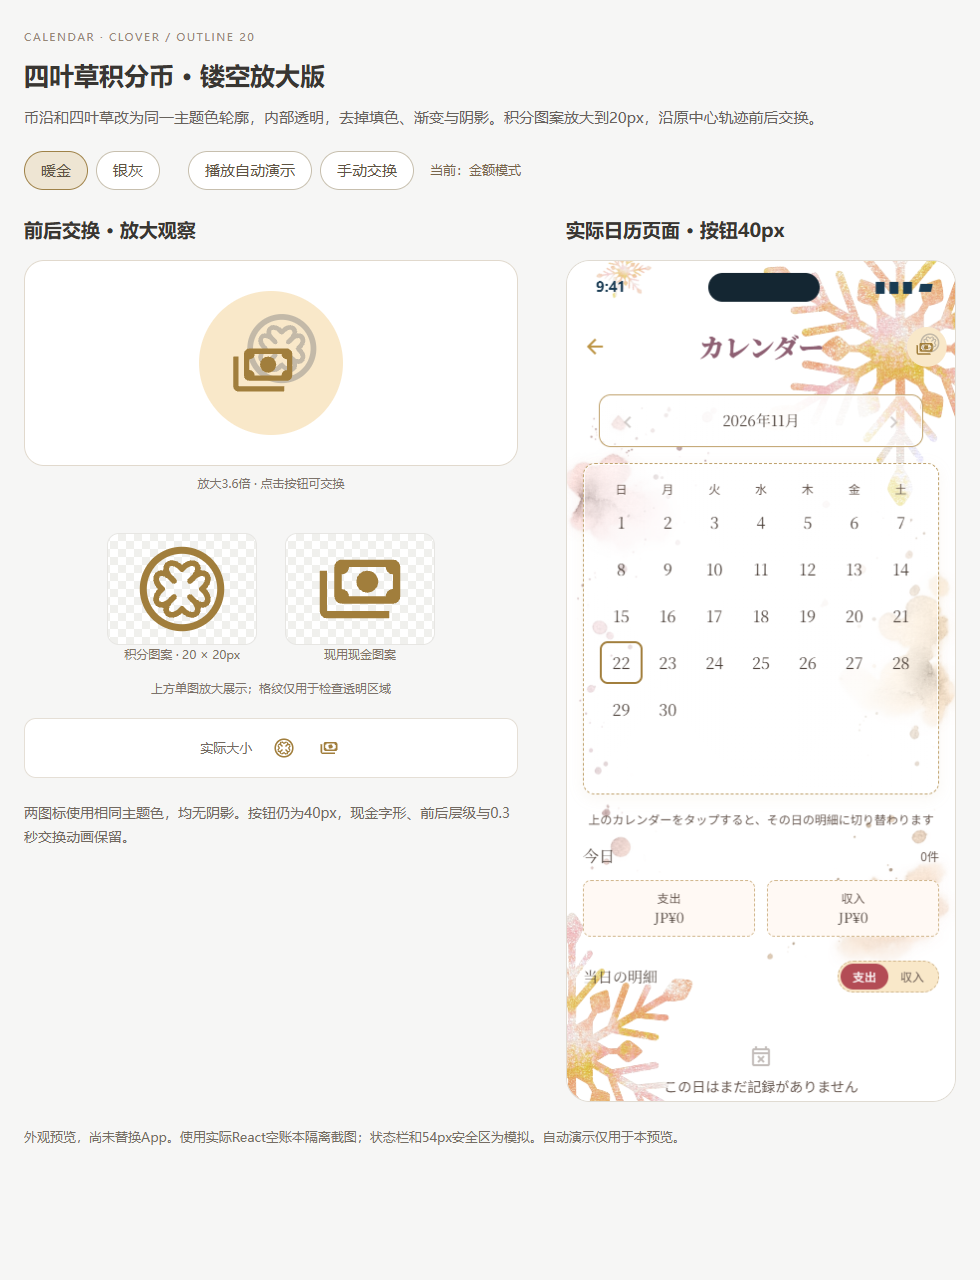 CALENDAR · CLOVER / OUTLINE 20
四叶草积分币 • 镂空放大版
币沿和四叶草改为同一主题色轮廓，内部透明，去掉填色、渐变与阴影。积分图案放大到20px，沿原中心轨迹前后交换。
暖金
银灰
播放自动演示
手动交换
当前：金额模式
前后交换 • 放大观察
放大3.6倍 · 点击按钮可交换
积分图案 · 20 × 20px
现用现金图案
上方单图放大展示；格纹仅用于检查透明区域
实际大小
两图标使用相同主题色，均无阴影。按钮仍为40px，现金字形、前后层级与0.3
秒交换动画保留。
实际日历页面 • 按钮40px
9:41
カレンダー
2026年11月
日 月 火 水 木 金 土
1 2 3 4 5 6 7
8 9 10 11 12 13 14
15 16 17 18 19 20 21
22 23 24 25 26 27 28
29 30
上のカレンダーをタップすると、その日の明細に切り替わります
今日
0件
支出
JP¥0
収入
JP¥0
当日の明細
支出
収入
この日はまだ記録がありません
外观预览，尚未替换App。使用实际React空账本隔离截图；状态栏和54px安全区为模拟。自动演示仅用于本预览。